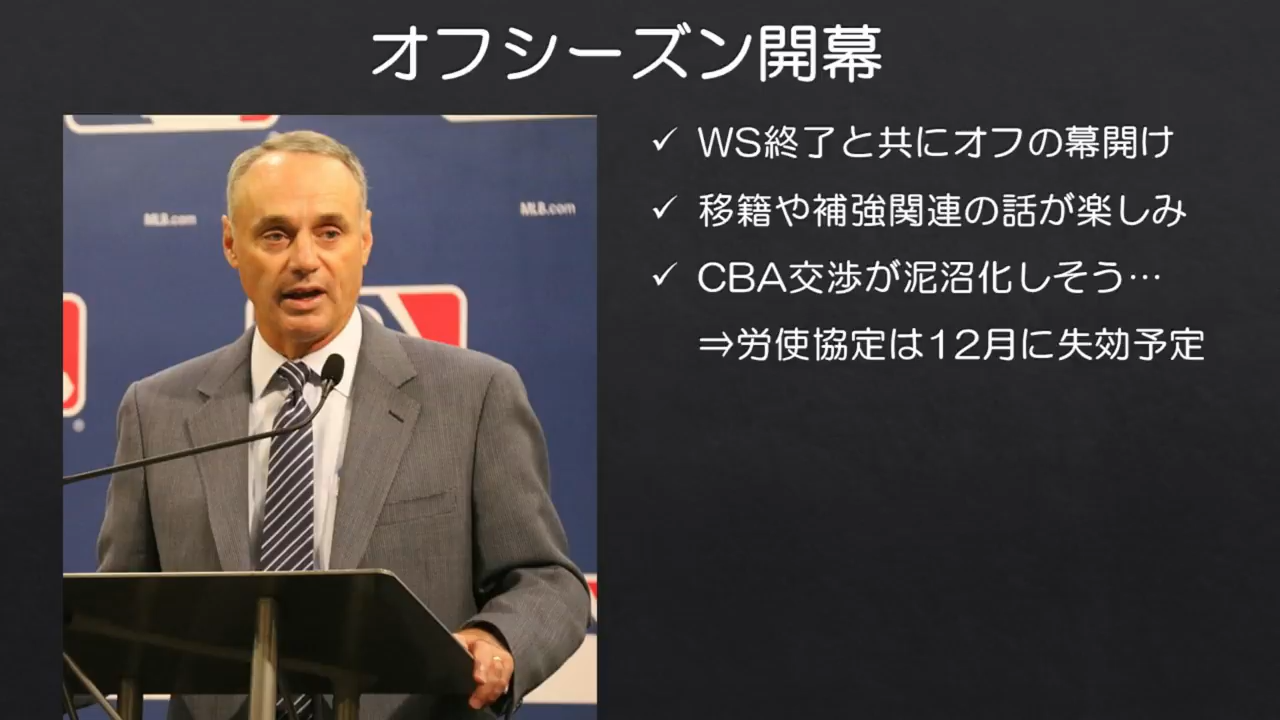 オフシーズン開幕
WS終了と共にオフの幕開け
移籍や補強関連の話が楽しみ
CBA交渉が泥沼化しそう…
⇒労使協定は12月に失効予定
MLB.com
MLB.com